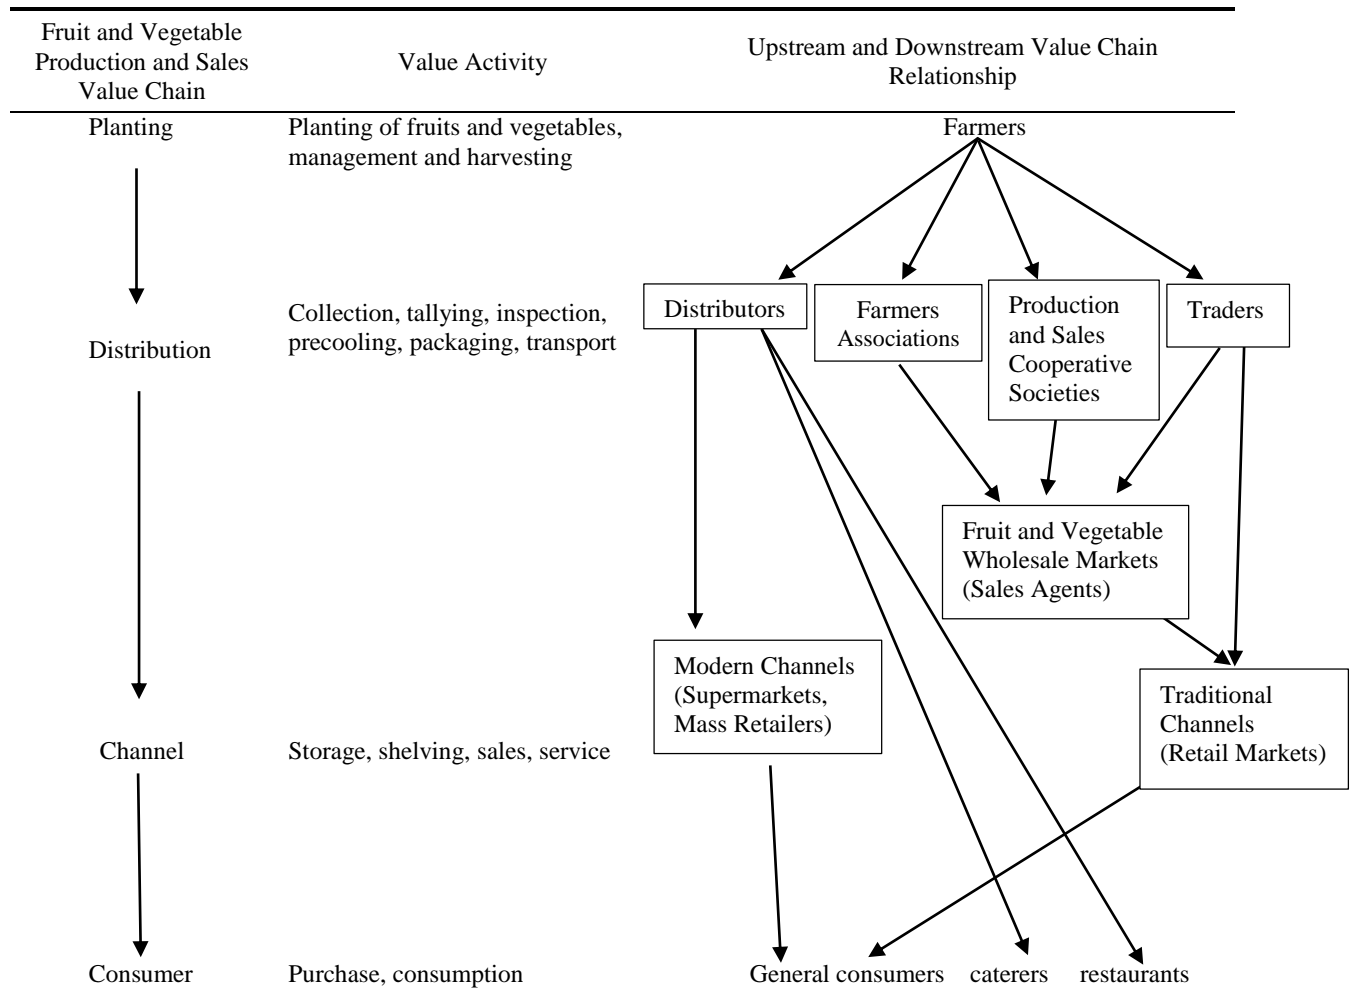 Fruit and Vegetable
Production and Sales
Value Chain
Value Activity
Upstream and Downstream Value Chain
Relationship
Planting
Planting of fruits and vegetables,
management and harvesting
Farmers
Distribution
Collection, tallying, inspection,
precooling, packaging, transport
Distributors
Farmers
Associations
Production
and Sales
Cooperative
Societies
Traders
Fruit and Vegetable
Wholesale Markets
(Sales Agents)
Modern Channels
(Supermarkets,
Mass Retailers)
Traditional
Channels
(Retail Markets)
Channel
Storage, shelving, sales, service
Consumer
Purchase, consumption
General consumers
caterers
restaurants